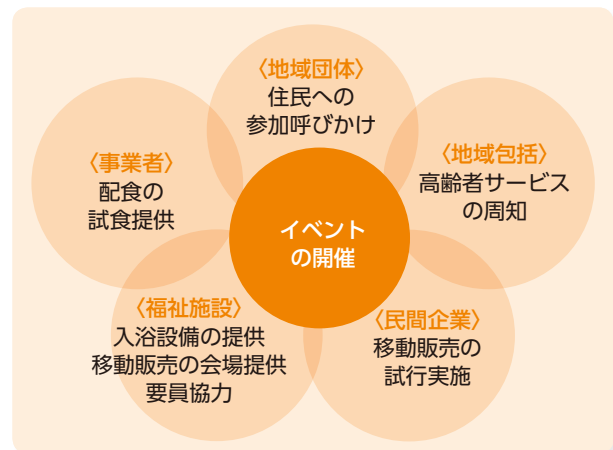 〈地域団体〉
住民への
参加呼びかけ
〈事業者〉
配食の
試食提供
〈地域包括〉
高齢者サービス
の周知
イベント
の開催
〈福祉施設〉
入浴設備の提供
移動販売の会場提供
要員協力
〈民間企業〉
移動販売の
試行実施